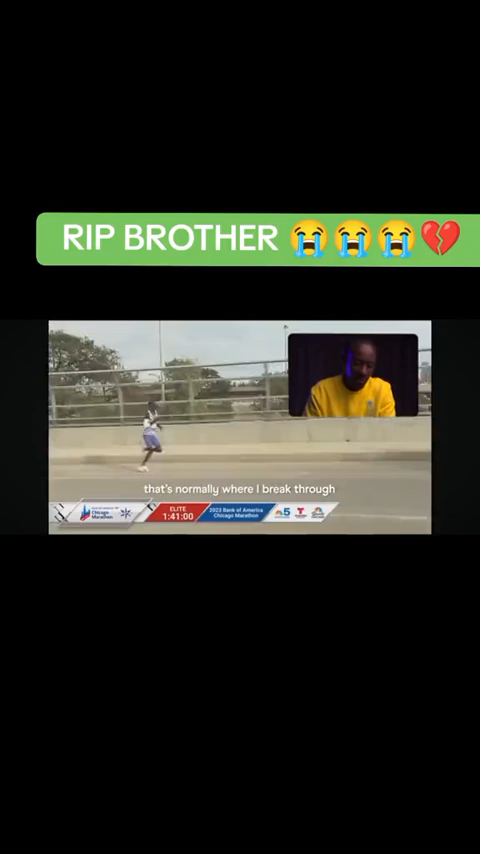 RIP BROTHER 😭😭😭💔
that's normally where I break through
Chicago
Marathon
ELITE
1:41:00
2023 Bank of America
Chicago Marathon
5